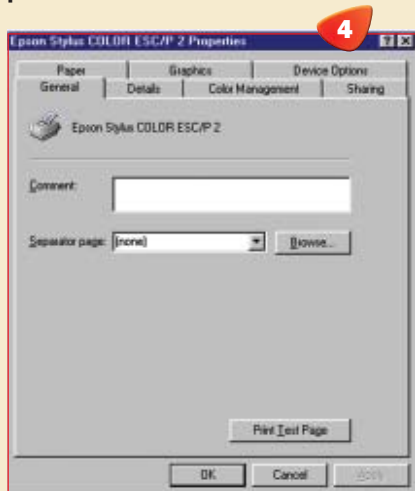 4
Epson Stylus COLOR ESC/P 2 Properties
Paper Graphics Device Options
General Details Color Management Sharing
Epson Stylus COLOR ESC/P 2
Comment:
Separator page: (none) Browse...
Print Test Page
OK Cancel Apply